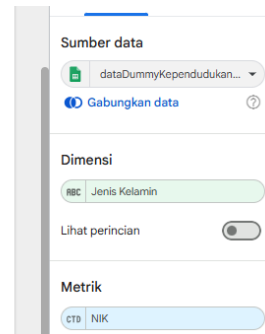 Sumber data
dataDummyKependudukan...
Gabungkan data
Dimensi
RBC Jenis Kelamin
Lihat perincian
Metrik
CTD NIK